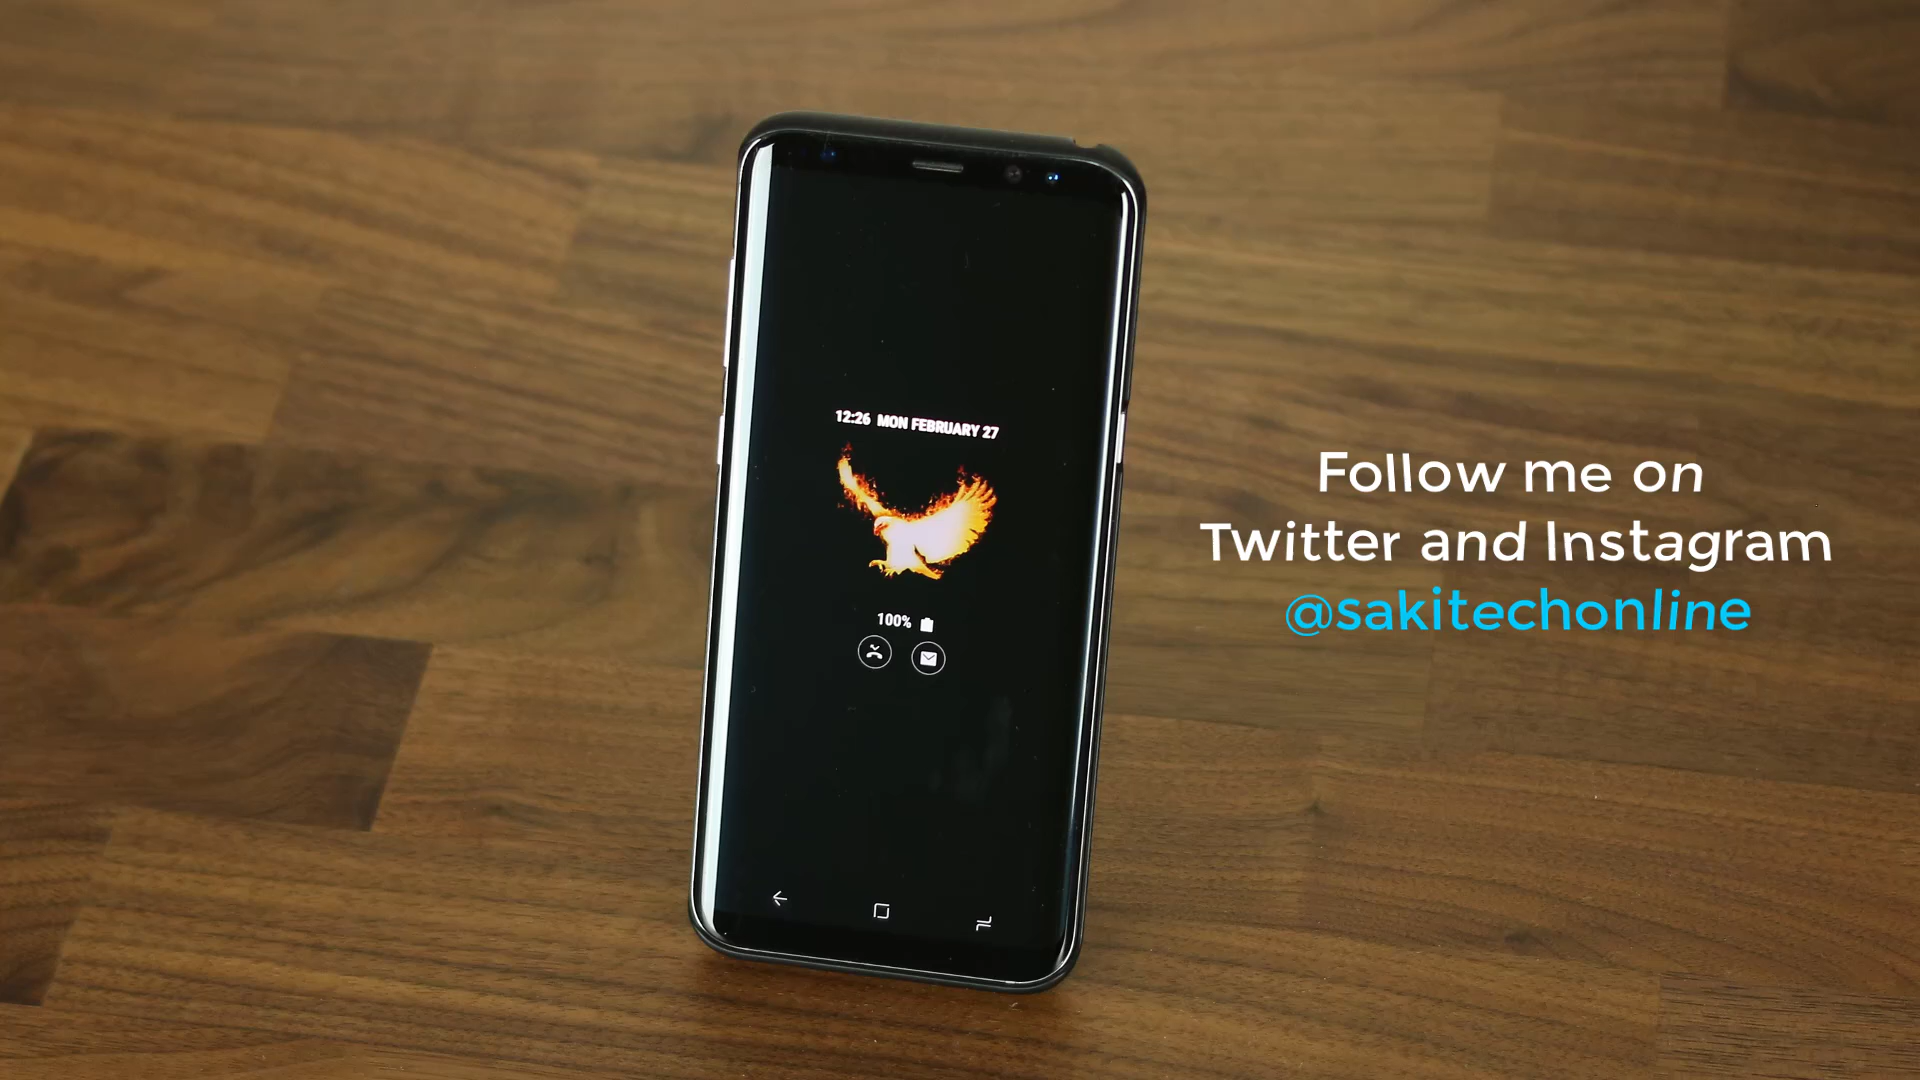 12:26 MON FEBRUARY 27
100%
Follow me on
Twitter and Instagram
@sakitechonline